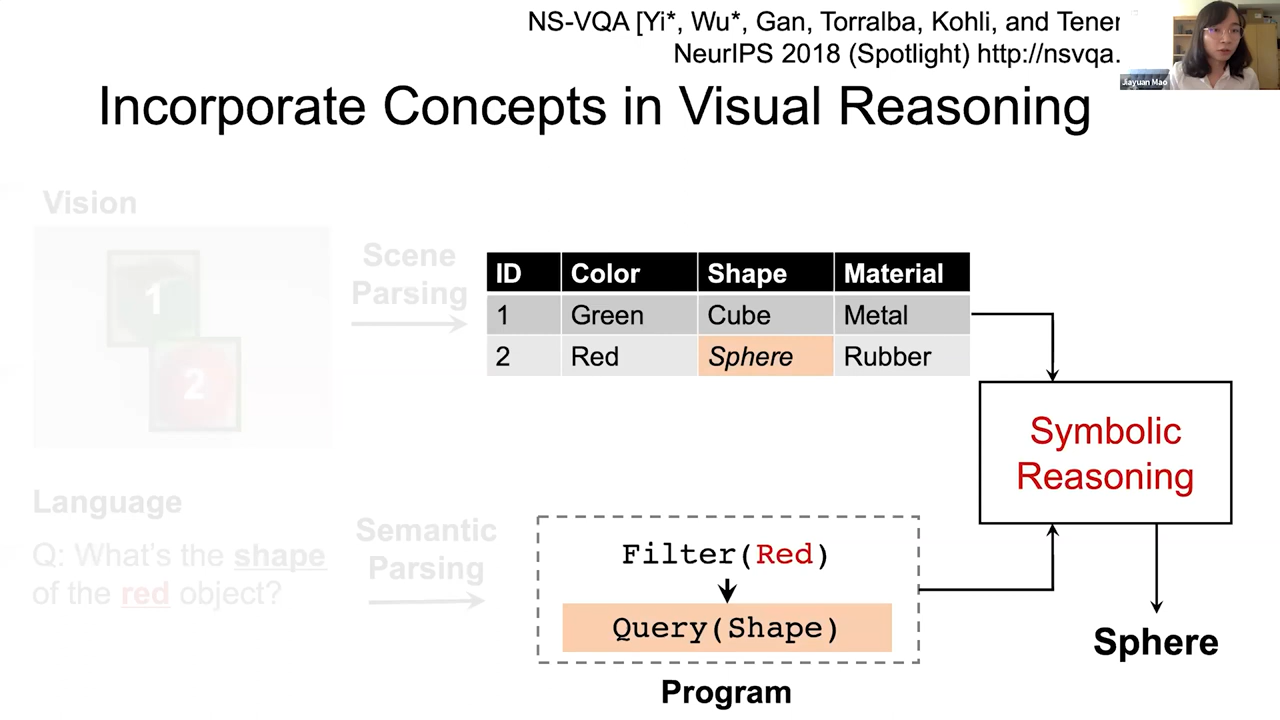 NS-VQA [Yi*, Wu*, Gan, Torralba, Kohli, and Tener
NeurIPS 2018 (Spotlight) http://nsvqa.
Jiayuan Mao
Incorporate Concepts in Visual Reasoning
Vision
1
2
Scene
Parsing
ID Color Shape Material
1 Green Cube Metal
2 Red Sphere Rubber
Symbolic
Reasoning
Language
Q: What's the shape
of the red object?
Semantic
Parsing
Filter(Red)
Query(Shape)
Program
Sphere